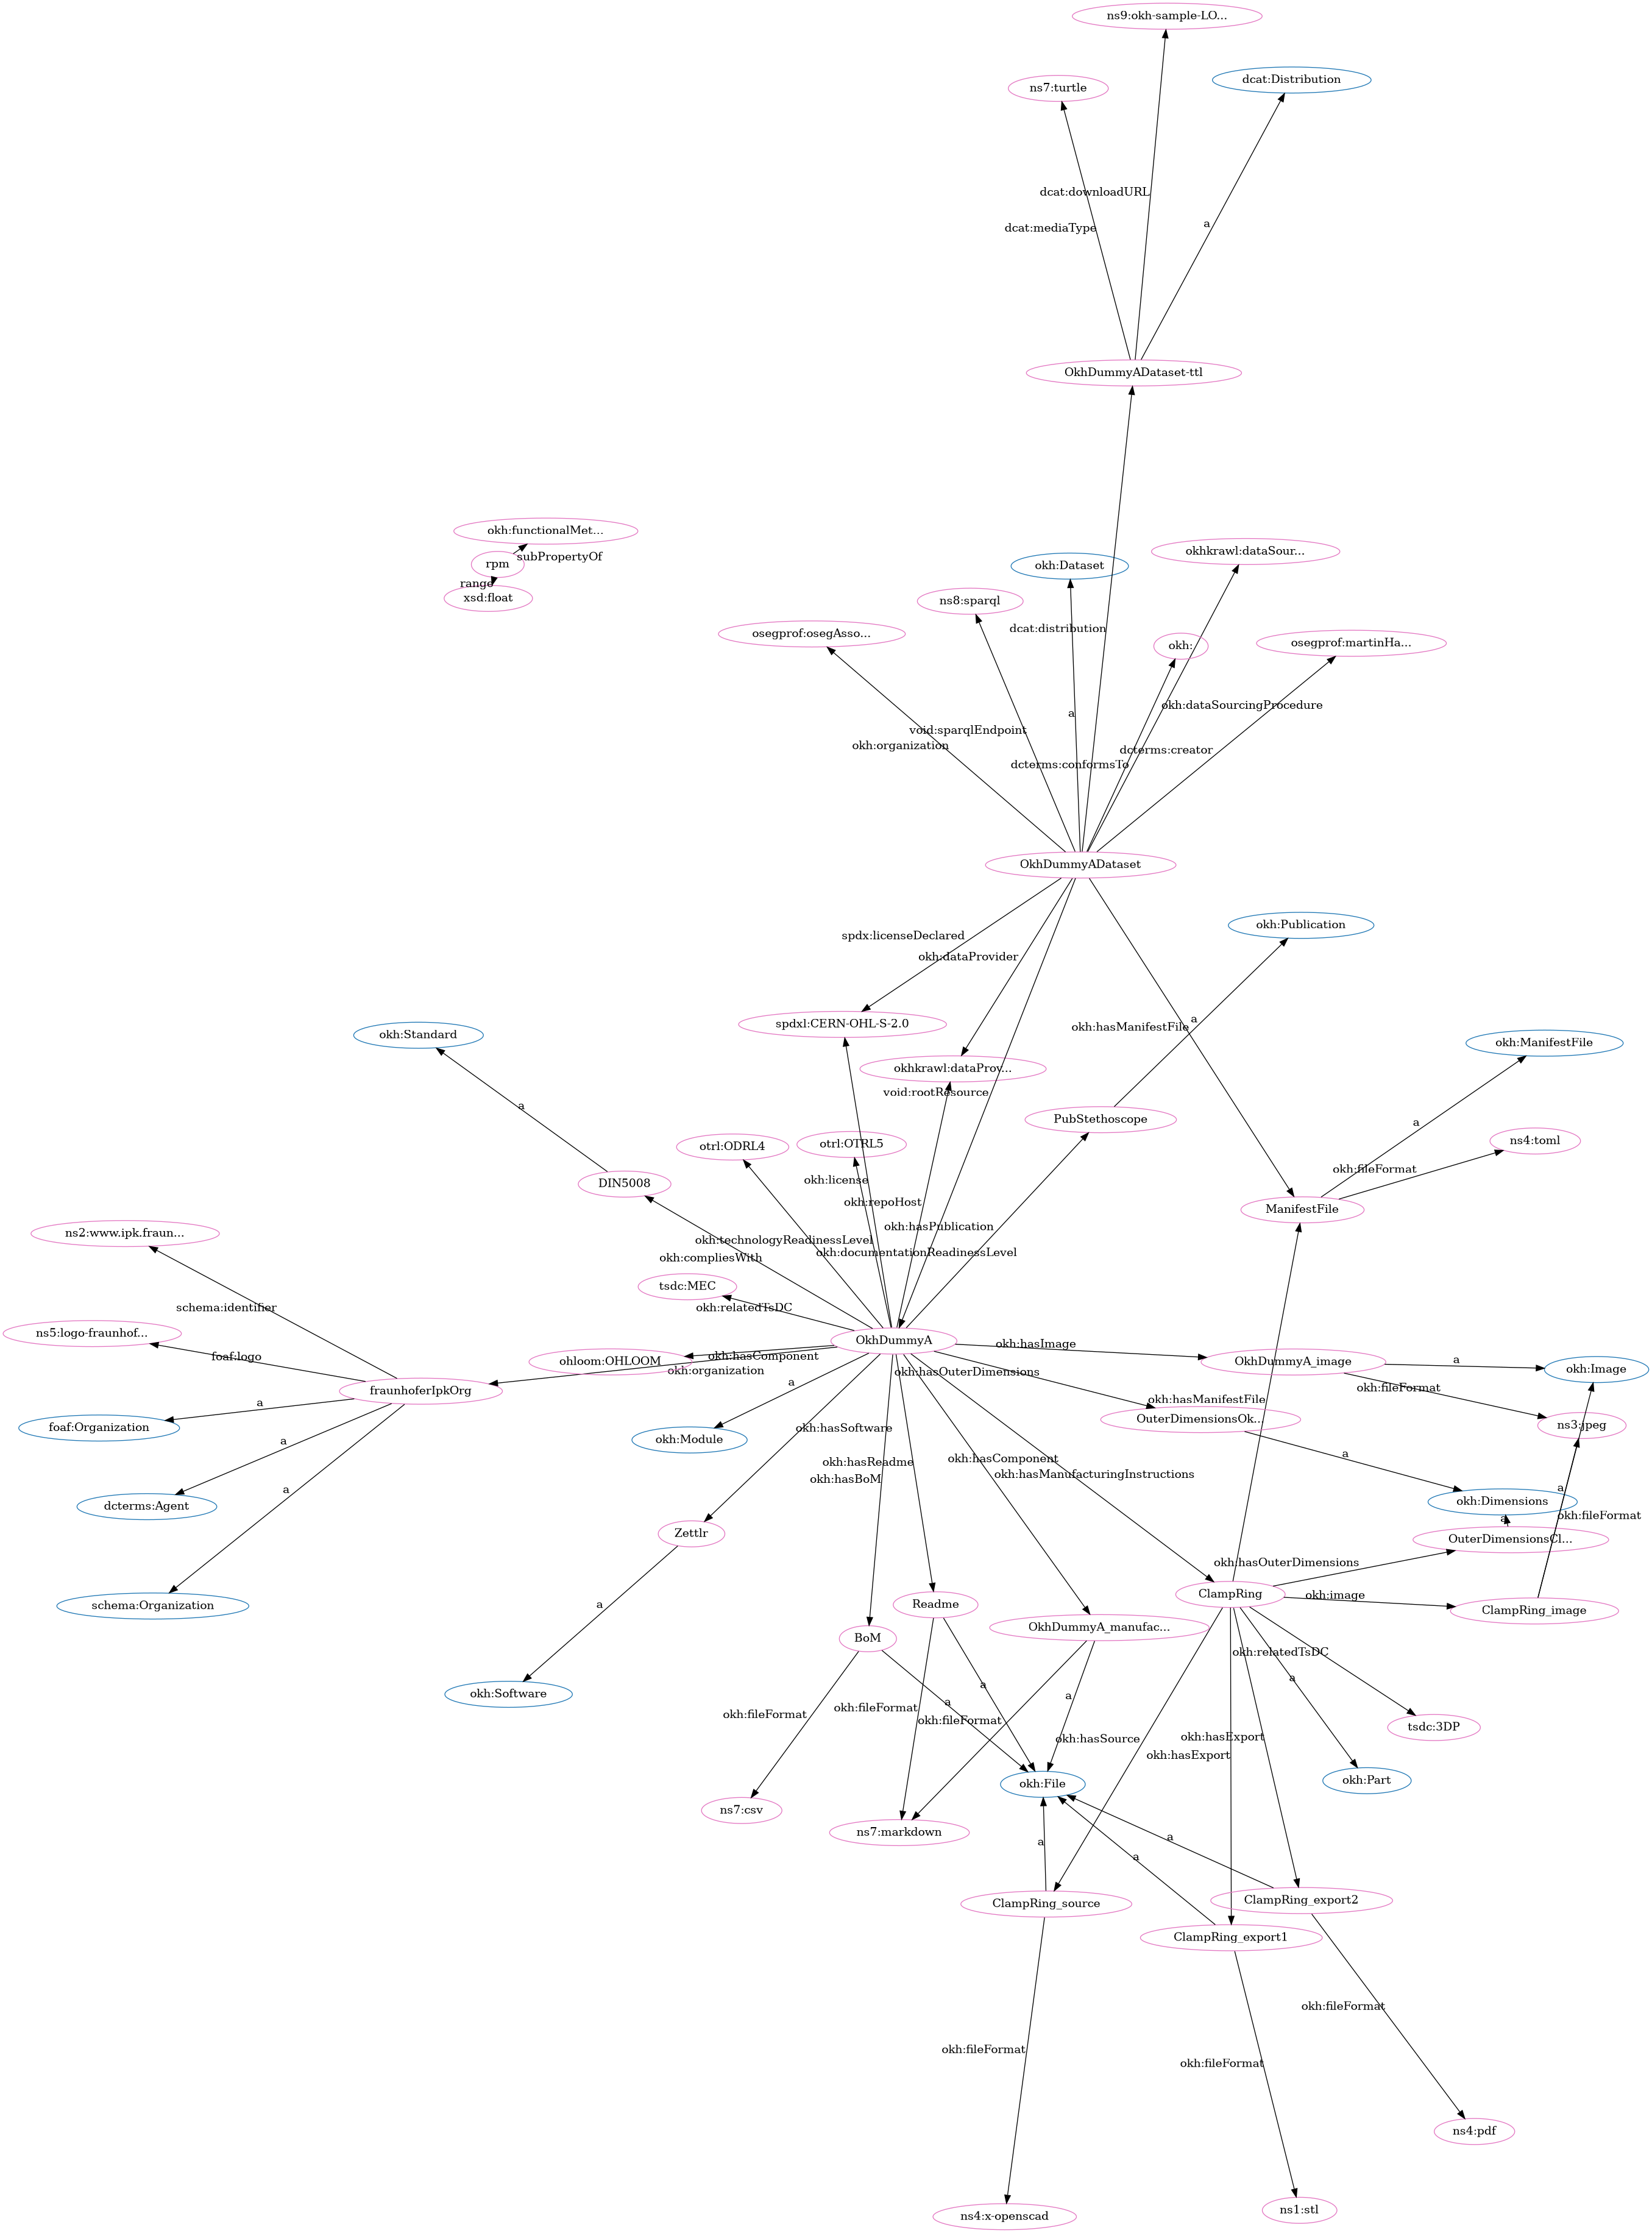 ns9:okh-sample-LO...
dcat:Distribution
ns7:turtle
dcat:downloadURL
dcat:mediaType
a
OkhDummyADataset-ttl
okh:functionalMet...
subPropertyOf
rpm
range
xsd:float
okhkrawl:dataSour...
okh:Dataset
ns8:sparql
dcat:distribution
osegprof:osegAsso...
okh:
osegprof:martinHa...
okh:dataSourcingProcedure
a
void:sparqlEndpoint
okh:organization
dcterms:creator
dcterms:conformsTo
OkhDummyADataset
okh:Publication
spdx:licenseDeclared
okh:dataProvider
spdxl:CERN-OHL-S-2.0
okh:hasManifestFile
a
okh:Standard
okh:ManifestFile
okhkrawl:dataProv...
void:rootResource
a
PubStethoscope
a
otrl:ODRL4
otrl:OTRL5
ns4:toml
okh:fileFormat
DIN5008
okh:license
okh:repoHost
ManifestFile
okh:hasPublication
ns2:www.ipk.fraun...
okh:technologyReadinessLevel
okh:documentationReadinessLevel
okh:compliesWith
tsdc:MEC
okh:relatedTsDC
schema:identifier
ns5:logo-fraunhof...
OkhDummyA
okh:hasImage
foaf:logo
okh:hasComponent
ohloom:OHLOOM
okh:organization
okh:hasOuterDimensions
OkhDummyA_image
a
okh:Image
okh:fileFormat
fraunhoferIpkOrg
a
a
okh:hasManifestFile
OuterDimensionsOk...
ns3:jpeg
foaf:Organization
okh:hasSoftware
okh:Module
a
a
okh:hasReadme
okh:hasComponent
okh:hasManufacturingInstructions
okh:hasBoM
a
a
okh:Dimensions
dcterms:Agent
okh:fileFormat
a
Zettlr
OuterDimensionsCl...
okh:hasOuterDimensions
ClampRing
okh:image
schema:Organization
a
Readme
ClampRing_image
OkhDummyA_manufac...
BoM
okh:relatedTsDC
a
a
okh:Software
a
a
okh:fileFormat
okh:fileFormat
okh:fileFormat
tsdc:3DP
okh:hasSource
okh:hasExport
okh:hasExport
okh:File
okh:Part
ns7:csv
ns7:markdown
a
a
a
ClampRing_source
ClampRing_export2
ClampRing_export1
okh:fileFormat
okh:fileFormat
okh:fileFormat
ns4:pdf
ns1:stl
ns4:x-openscad